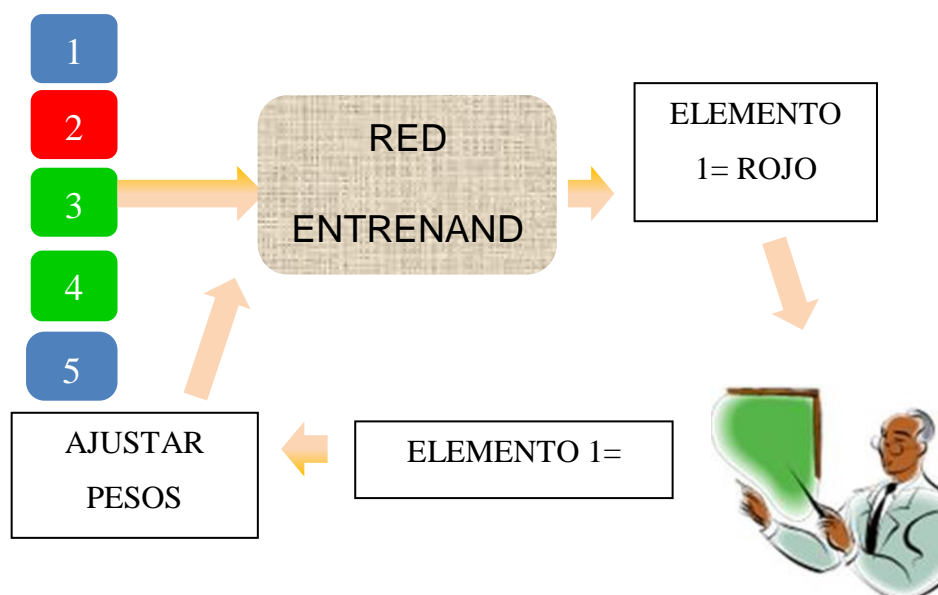 1
2
3
4
5
RED
ENTRENAND
ELEMENTO
1= ROJO
ELEMENTO 1=
AJUSTAR
PESOS